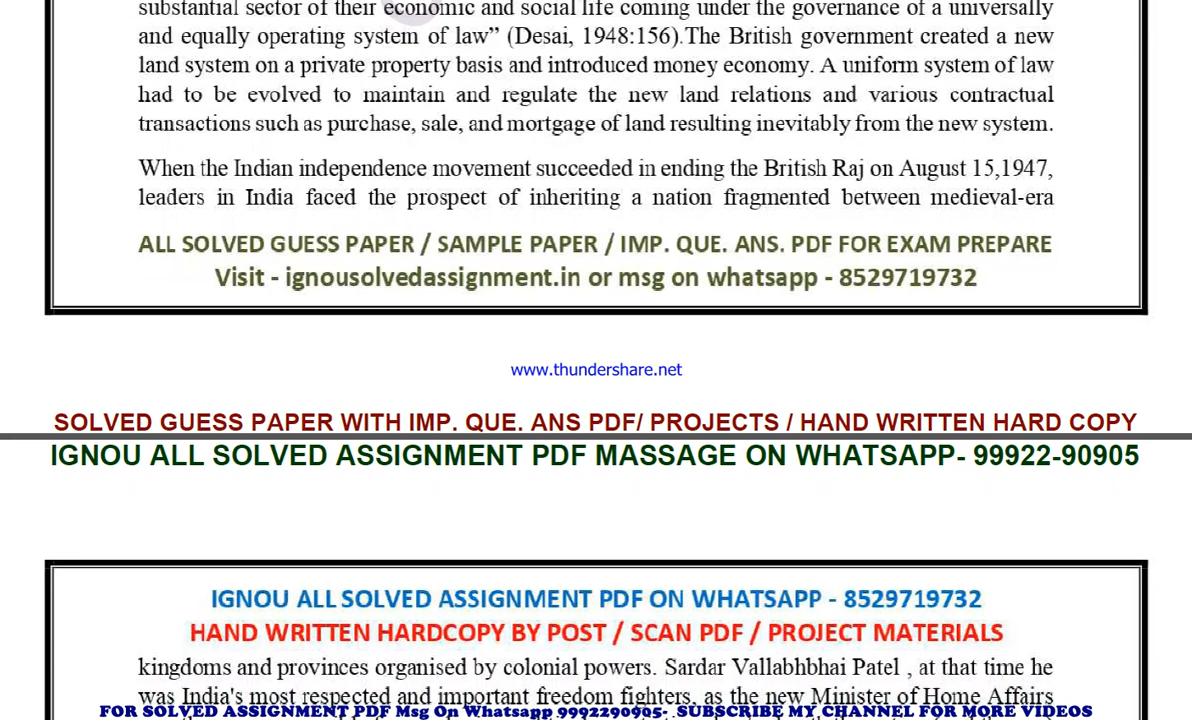 substantial sector of their economic and social life coming under the governance of a universally
and equally operating system of law” (Desai, 1948:156).The British government created a new
land system on a private property basis and introduced money economy. A uniform system of law
had to be evolved to maintain and regulate the new land relations and various contractual
transactions such as purchase, sale, and mortgage of land resulting inevitably from the new system.
When the Indian independence movement succeeded in ending the British Raj on August 15,1947,
leaders in India faced the prospect of inheriting a nation fragmented between medieval-era
ALL SOLVED GUESS PAPER / SAMPLE PAPER / IMP. QUE. ANS. PDF FOR EXAM PREPARE
Visit - ignousolvedassignment.in or msg on whatsapp - 8529719732
www.thundershare.net
SOLVED GUESS PAPER WITH IMP. QUE. ANS PDF/ PROJECTS / HAND WRITTEN HARD COPY
IGNOU ALL SOLVED ASSIGNMENT PDF MASSAGE ON WHATSAPP- 99922-90905
IGNOU ALL SOLVED ASSIGNMENT PDF ON WHATSAPP - 8529719732
HAND WRITTEN HARDCOPY BY POST / SCAN PDF / PROJECT MATERIALS
kingdoms and provinces organised by colonial powers. Sardar Vallabhbhai Patel , at that time he
was India's most respected and important freedom fighters, as the new Minister of Home Affairs
FOR SOLVED ASSIGNMENT PDF Msg On Whatsapp 9992290905- SUBSCRIBE MY CHANNEL FOR MORE VIDEOS